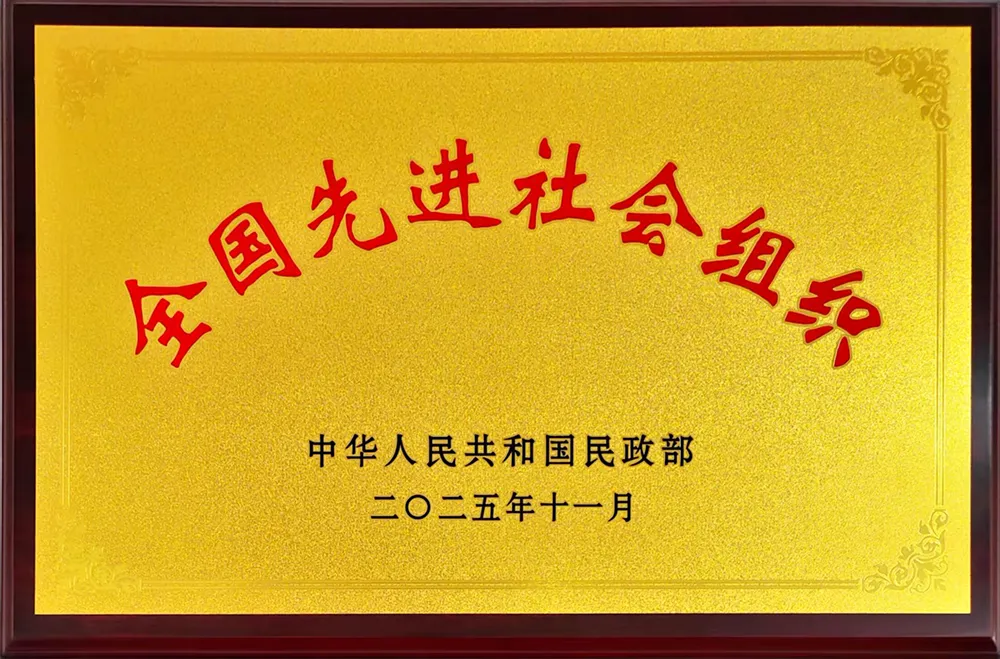 全国先进社会组织
中华人民共和国民政部
二〇二五年十一月